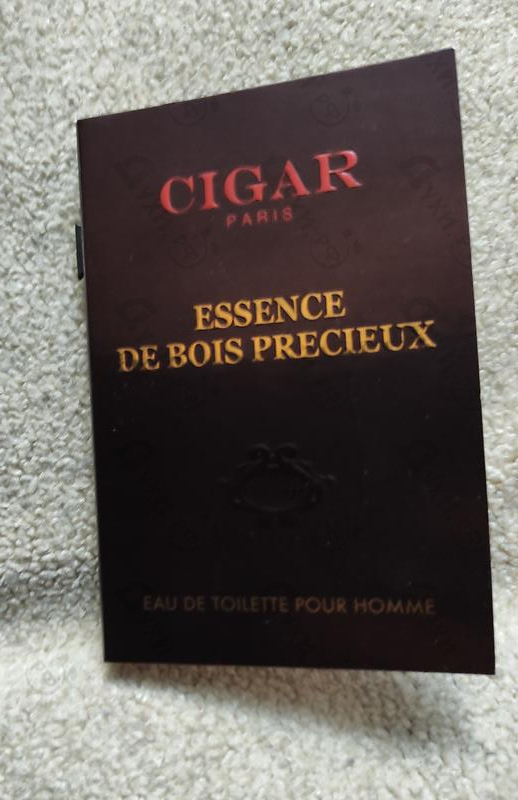 CIGAR
PARIS
ESSENCE
DE BOIS PRECIEUX
EAU DE TOILETTE POUR HOMME